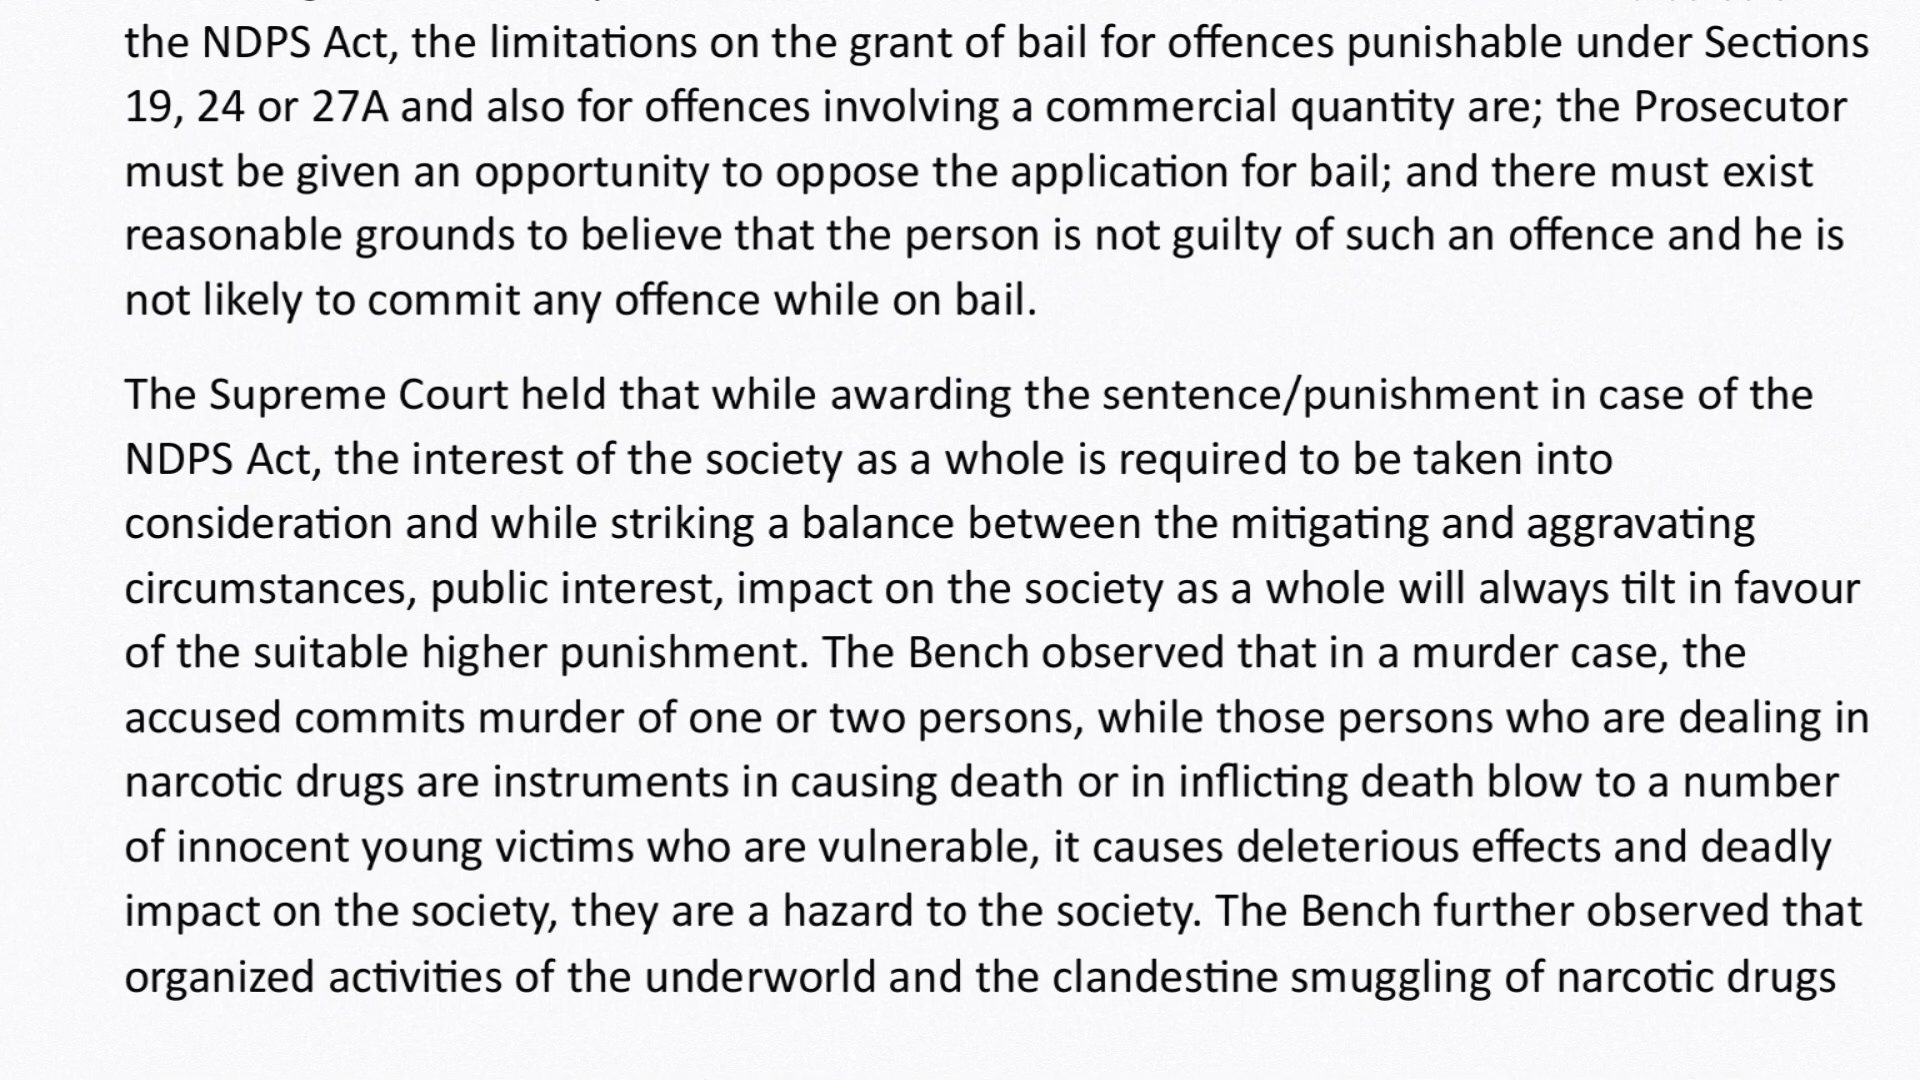 the NDPS Act, the limitations on the grant of bail for offences punishable under Sections
19, 24 or 27A and also for offences involving a commercial quantity are; the Prosecutor
must be given an opportunity to oppose the application for bail; and there must exist
reasonable grounds to believe that the person is not guilty of such an offence and he is
not likely to commit any offence while on bail.
The Supreme Court held that while awarding the sentence/punishment in case of the
NDPS Act, the interest of the society as a whole is required to be taken into
consideration and while striking a balance between the mitigating and aggravating
circumstances, public interest, impact on the society as a whole will always tilt in favour
of the suitable higher punishment. The Bench observed that in a murder case, the
accused commits murder of one or two persons, while those persons who are dealing in
narcotic drugs are instruments in causing death or in inflicting death blow to a number
of innocent young victims who are vulnerable, it causes deleterious effects and deadly
impact on the society, they are a hazard to the society. The Bench further observed that
organized activities of the underworld and the clandestine smuggling of narcotic drugs